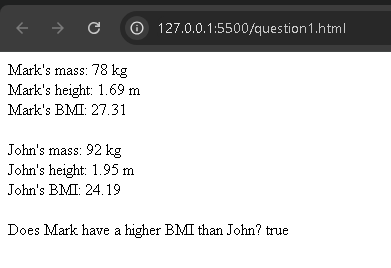 127.0.0.1:5500/question1.html
Mark's mass: 78 kg
Mark's height: 1.69 m
Mark's BMI: 27.31
John's mass: 92 kg
John's height: 1.95 m
John's BMI: 24.19
Does Mark have a higher BMI than John? true